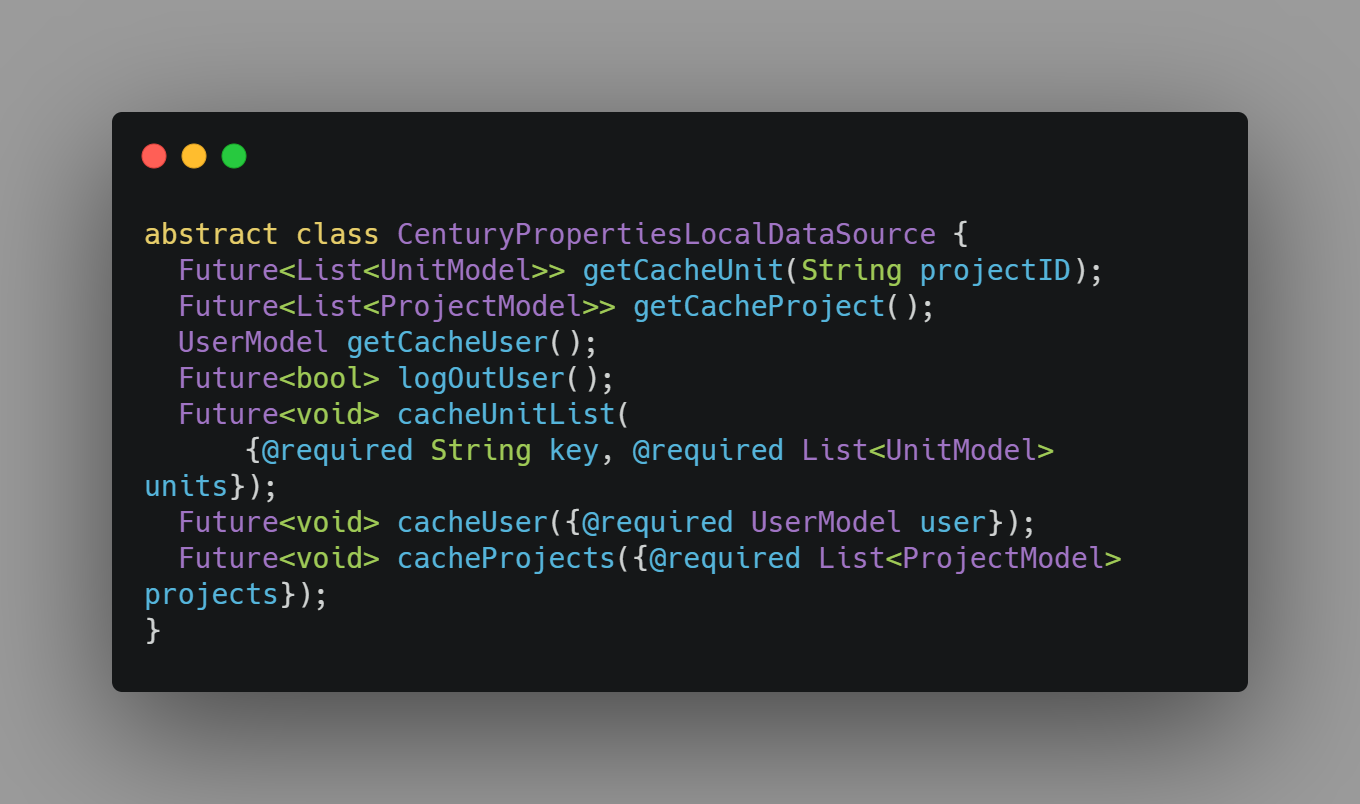 abstract class CenturyPropertiesLocalDataSource {
  Future<List<UnitModel>> getCacheUnit(String projectID);
  Future<List<ProjectModel>> getCacheProject();
  UserModel getCacheUser();
  Future<bool> logOutUser();
  Future<void> cacheUnitList(
      {@required String key, @required List<UnitModel>
units});
  Future<void> cacheUser({@required UserModel user});
  Future<void> cacheProjects({@required List<ProjectModel>
projects});
}